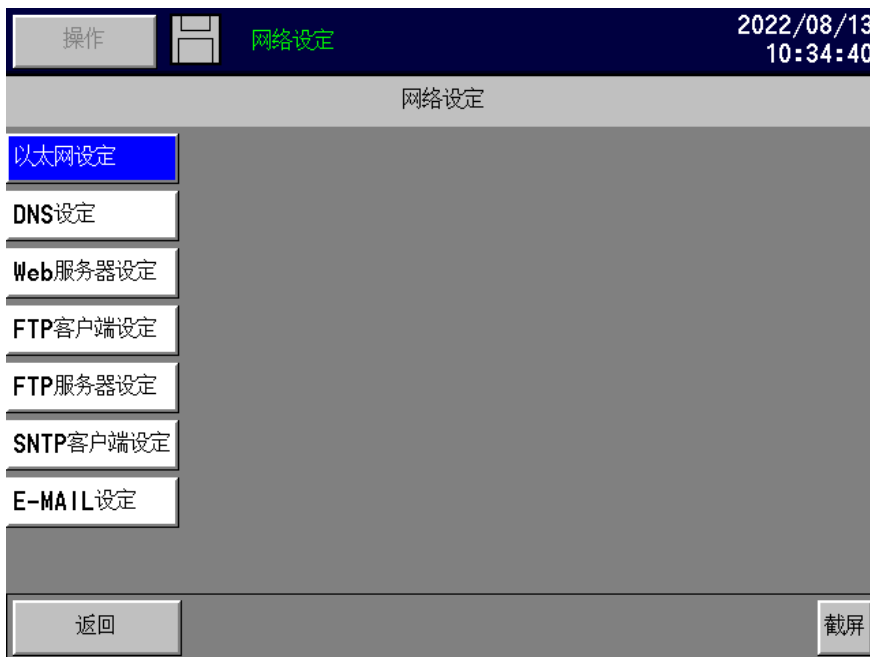 操作
网络设定
2022/08/13
10:34:40
网络设定
以太网设定
DNS设定
Web服务器设定
FTP客户端设定
FTP服务器设定
SNTP客户端设定
E-MAIL设定
返回
截屏